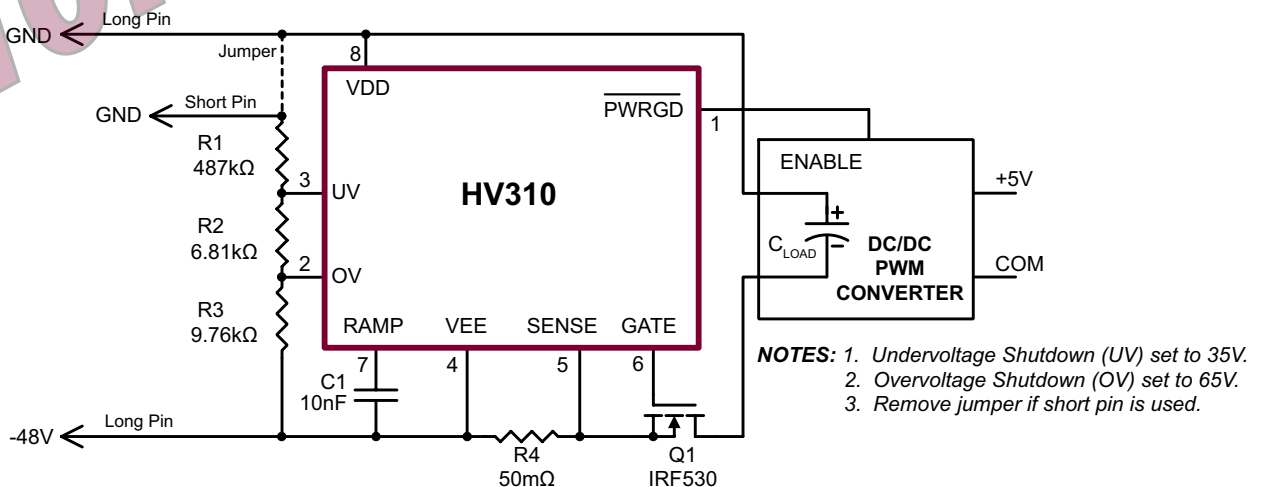 GND
Long Pin
Jumper
8
VDD
GND
Short Pin
PWRGD
1
R1
487kΩ
ENABLE
3
UV
HV310
+5V
R2
6.81kΩ
+
CLOAD
–
DC/DC
PWM
CONVERTER
2
OV
COM
R3
9.76kΩ
RAMP
VEE
SENSE
GATE
7
4
5
6
C1
10nF
NOTES: 1. Undervoltage Shutdown (UV) set to 35V.
2. Overvoltage Shutdown (OV) set to 65V.
3. Remove jumper if short pin is used.
-48V
Long Pin
R4
50mΩ
Q1
IRF530